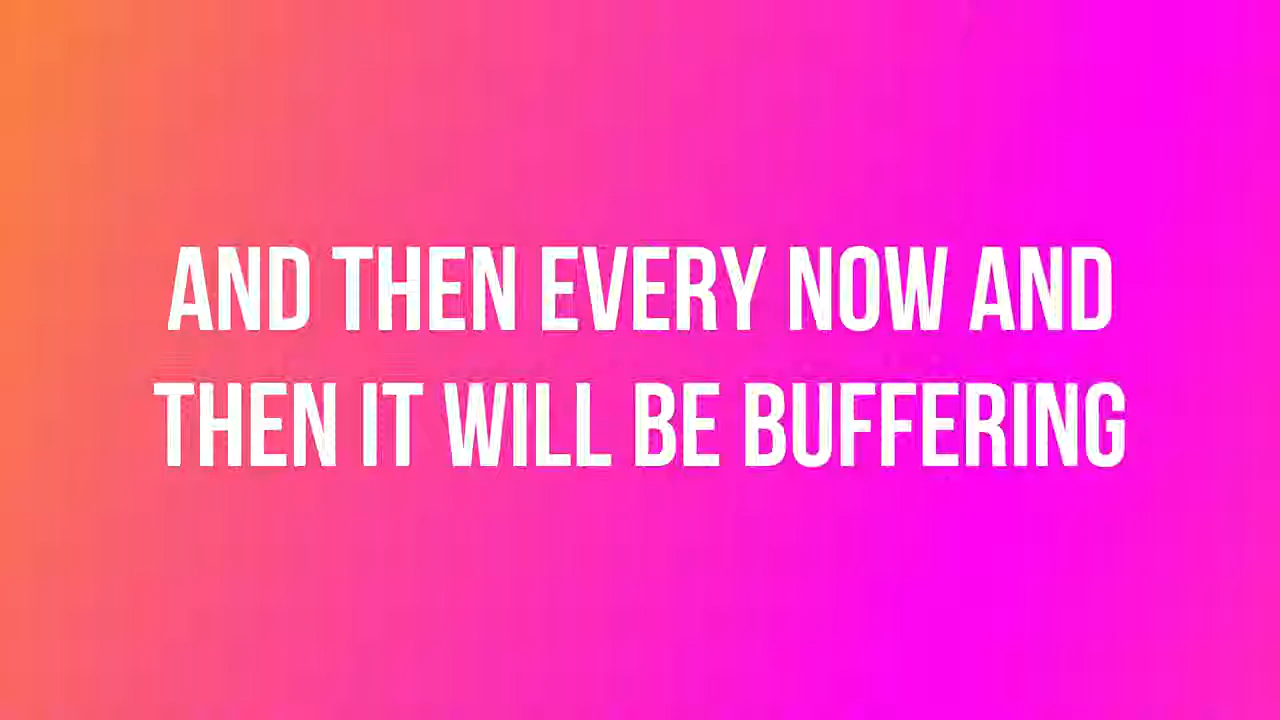 AND THEN EVERY NOW AND
THEN IT WILL BE BUFFERING